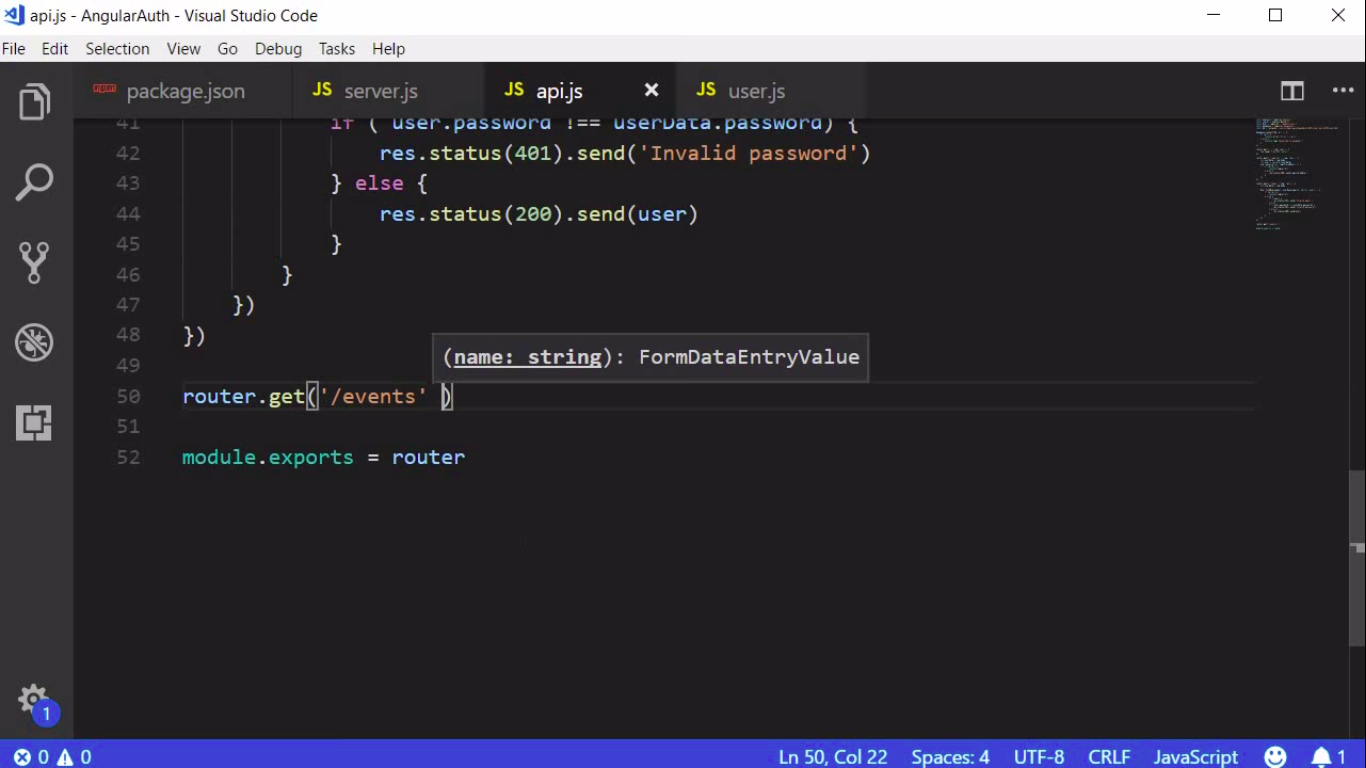 api.js - AngularAuth - Visual Studio Code
File Edit Selection View Go Debug Tasks Help
npm package.json JS server.js JS api.js JS user.js
41 if ( user.password !== userData.password) {
42 res.status(401).send('Invalid password')
43 } else {
44 res.status(200).send(user)
45 }
46 }
47 })
48 })
49
(name: string): FormDataEntryValue
50 router.get('/events' )
51
52 module.exports = router
1
0 0 Ln 50, Col 22 Spaces: 4 UTF-8 CRLF JavaScript 1